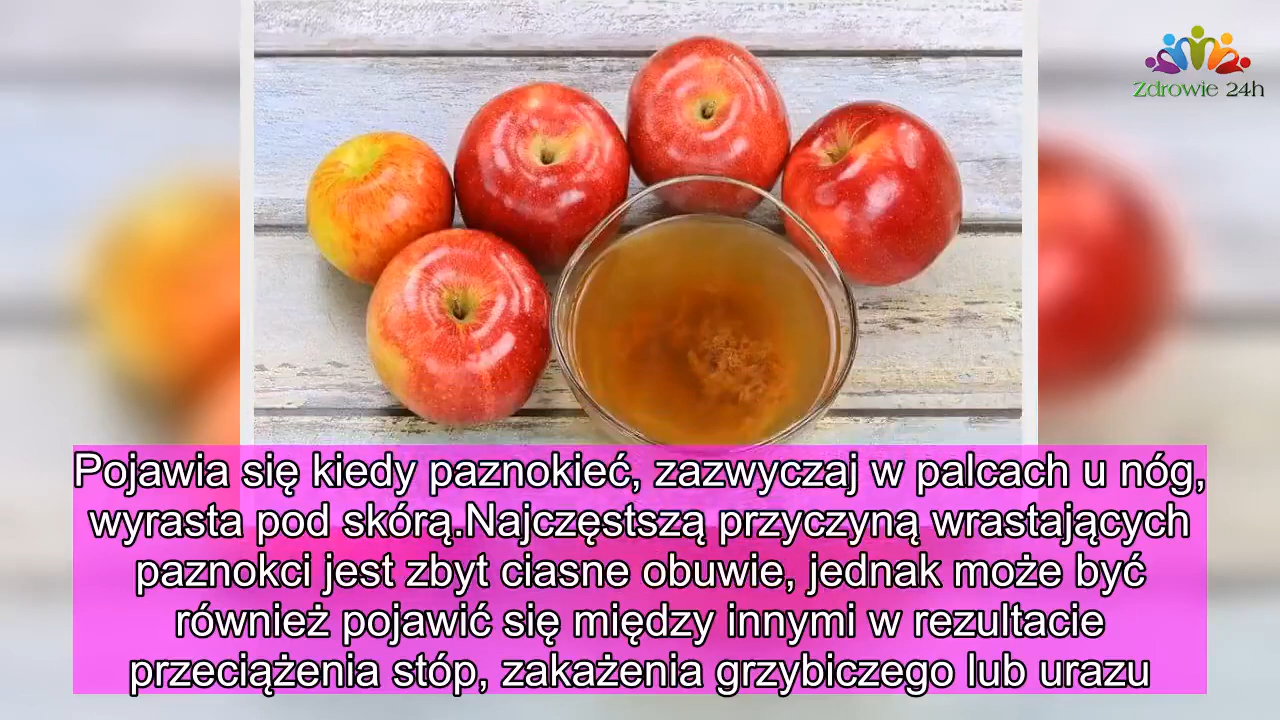 Zdrowie 24h
Pojawia się kiedy paznokieć, zazwyczaj w palcach u nóg,
wyrasta pod skórą.Najczęstszą przyczyną wrastających
paznokci jest zbyt ciasne obuwie, jednak może być
również pojawić się między innymi w rezultacie
przeciążenia stóp, zakażenia grzybiczego lub urazu